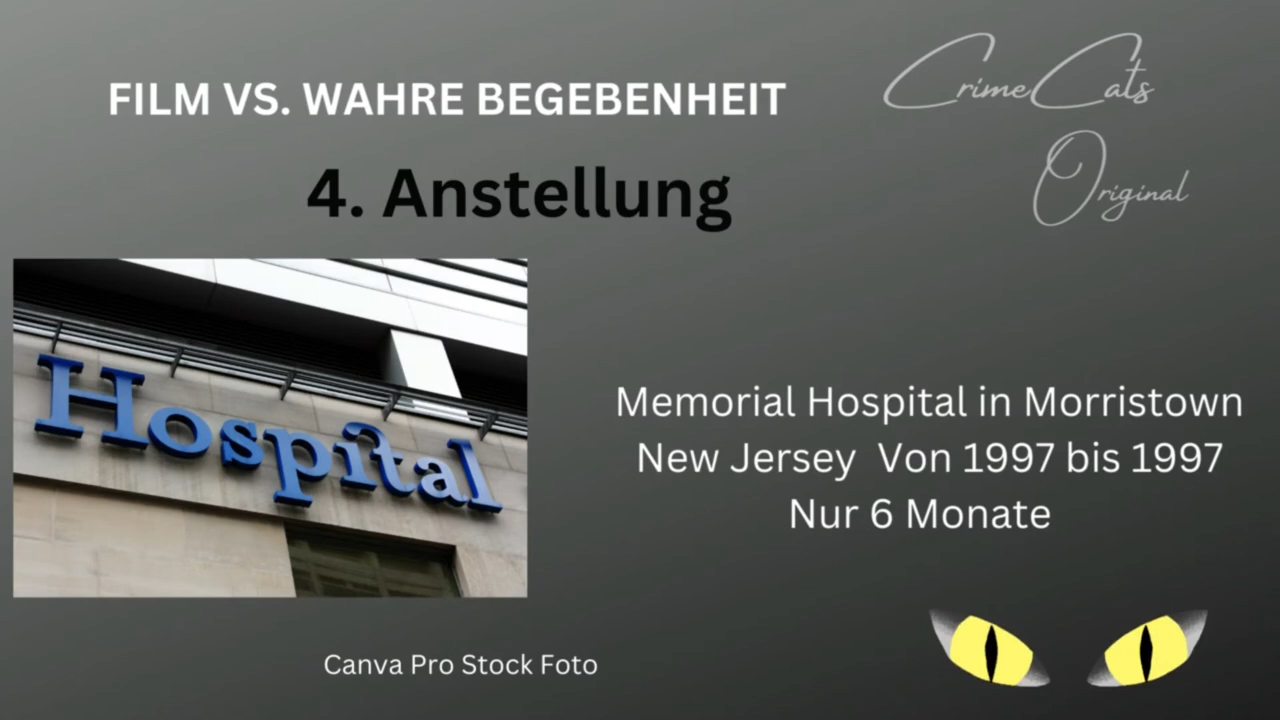 FILM VS. WAHRE BEGEBENHEIT
CrimeCats
Original
4. Anstellung
Hospital
Memorial Hospital in Morristown
New Jersey Von 1997 bis 1997
Nur 6 Monate
Canva Pro Stock Foto